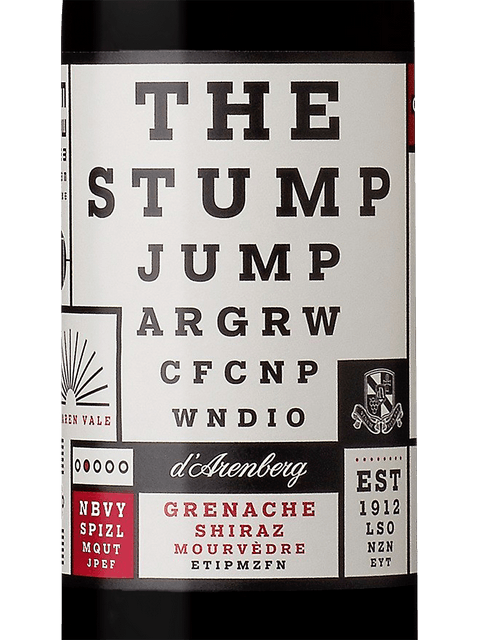 THE
STUMP
JUMP
ARGRW
CFCNP
WNDIO
AREN VALE
d'Arenberg
NBVY
SPIZL
MQUT
JPEF
GRENACHE
SHIRAZ
MOURVÈDRE
ETIPMZFN
EST
1912
LSO
NZN
EYT